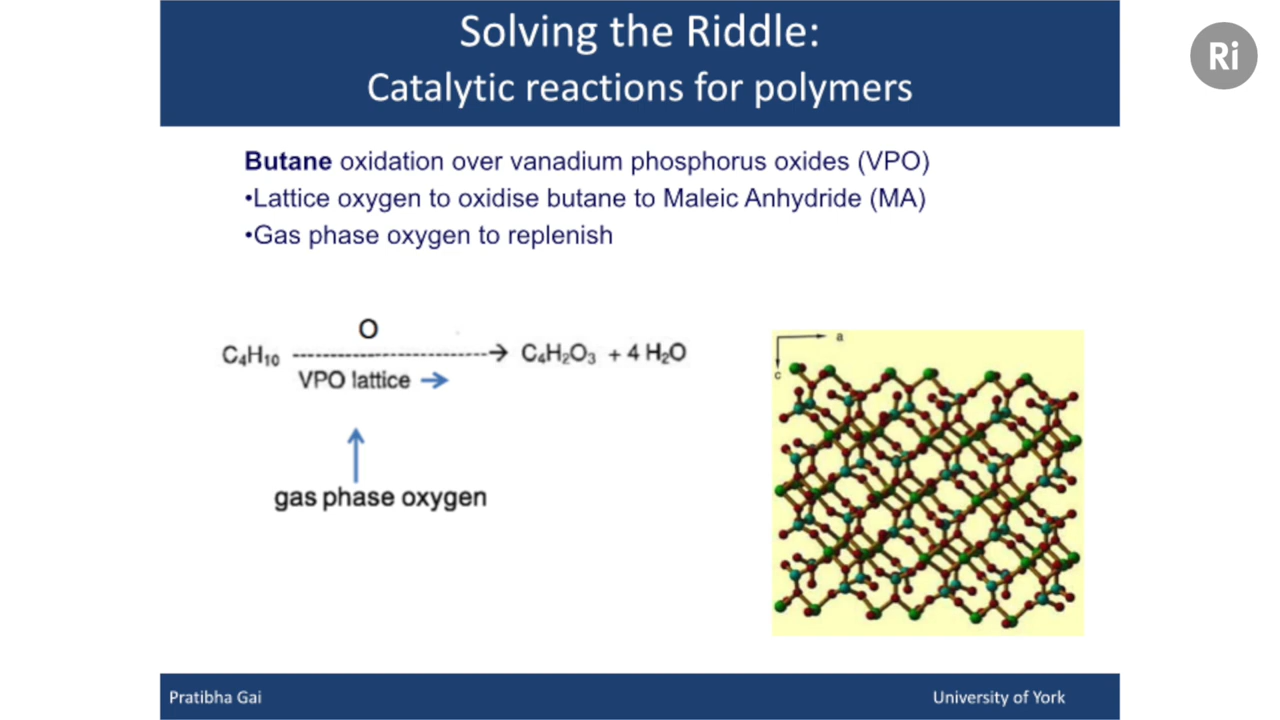 Solving the Riddle:
Catalytic reactions for polymers
Ri
Butane oxidation over vanadium phosphorus oxides (VPO)
•Lattice oxygen to oxidise butane to Maleic Anhydride (MA)
•Gas phase oxygen to replenish
O
C₄H₁₀ ----------------------→ C₄H₂O₃ + 4 H₂O
VPO lattice →
gas phase oxygen
a
c
Pratibha Gai
University of York